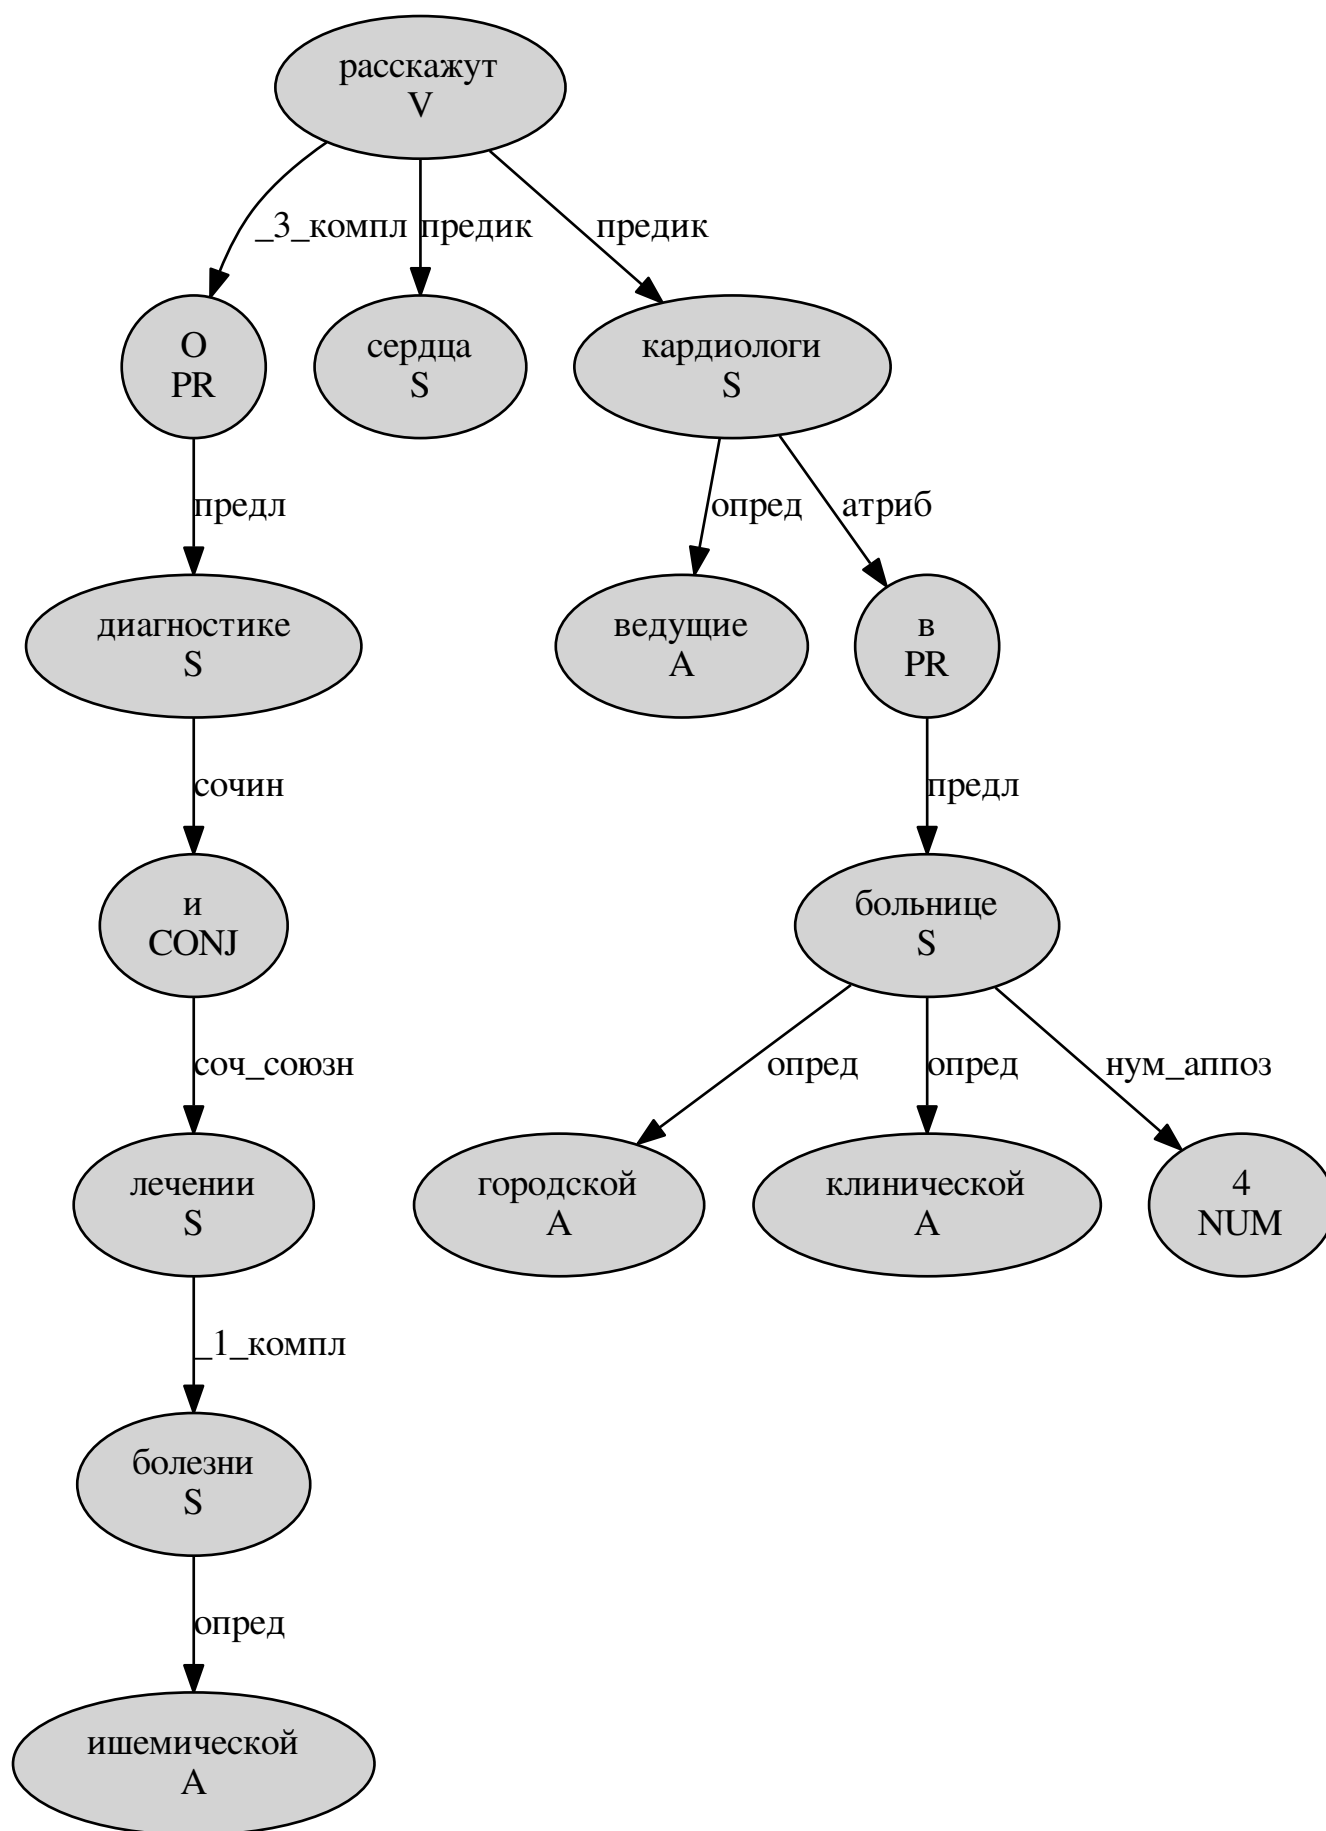 расскажут
V
_3_компл
предик
предик
О
PR
сердца
S
кардиологи
S
предл
опред
атриб
диагностике
S
ведущие
A
в
PR
сочин
предл
и
CONJ
больнице
S
соч_союзн
опред
опред
нум_аппоз
лечении
S
городской
A
клинической
A
4
NUM
_1_компл
болезни
S
опред
ишемической
A